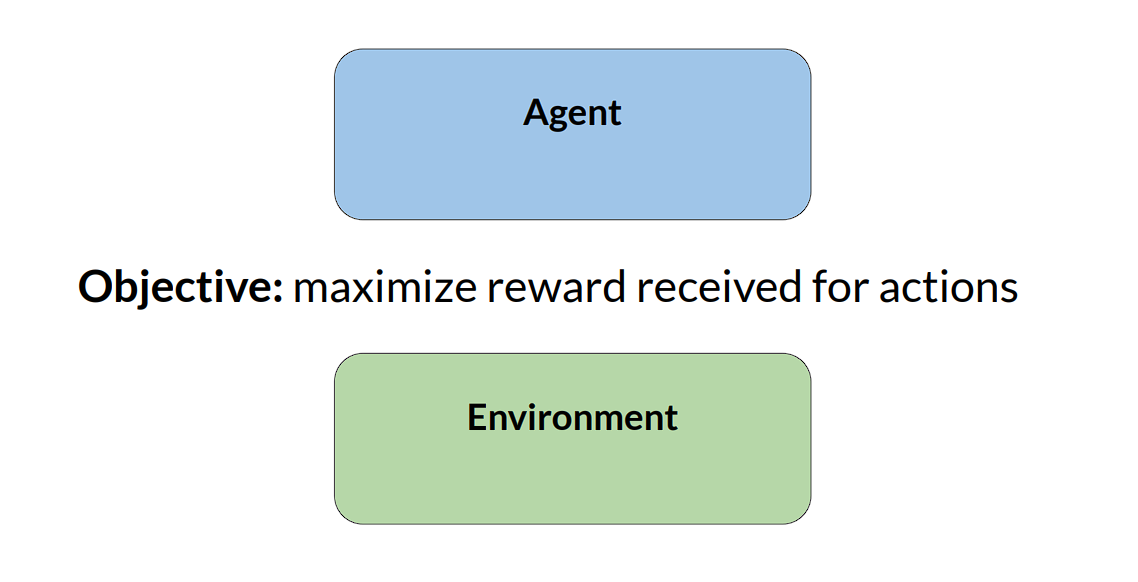 Agent
Objective: maximize reward received for actions
Environment